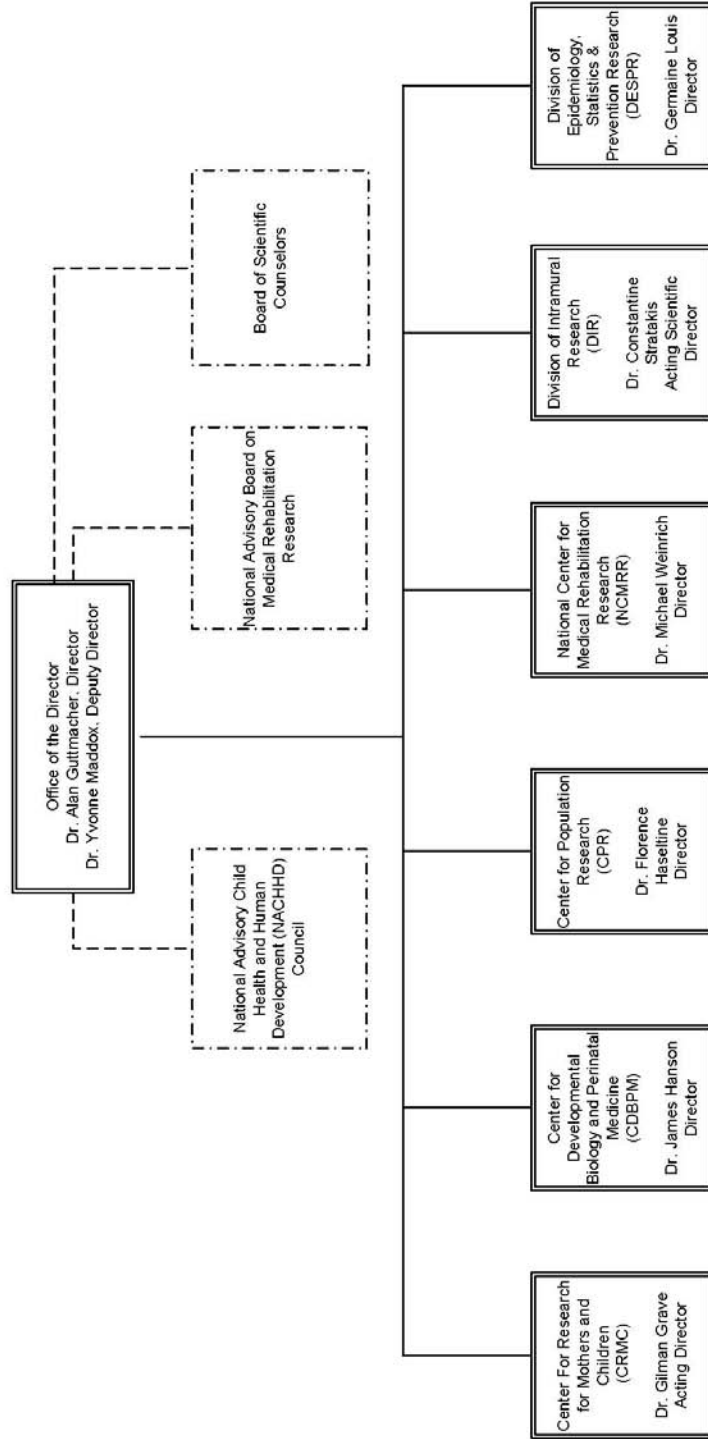 Office of the Director
Dr. Alan Guttmacher, Director
Dr. Yvonne Maddox, Deputy Director
National Advisory Child
Health and Human
Development (NACHHD)
Council
National Advisory Board on
Medical Rehabilitation
Research
Board of Scientific
Counselors
Center For Research
for Mothers and
Children
(CRMC)
Dr. Gilman Grave
Acting Director
Center for
Developmental
Biology and Perinatal
Medicine
(CDBPM)
Dr. James Hanson
Director
Center for Population
Research
(CPR)
Dr. Florence
Haseltine
Director
National Center for
Medical Rehabilitation
Research
(NCMRR)
Dr. Michael Weinrich
Director
Division of Intramural
Research
(DIR)
Dr. Constantine
Stratakis
Acting Scientific
Director
Division of
Epidemiology,
Statistics &
Prevention Research
(DESPR)
Dr. Germaine Louis
Director